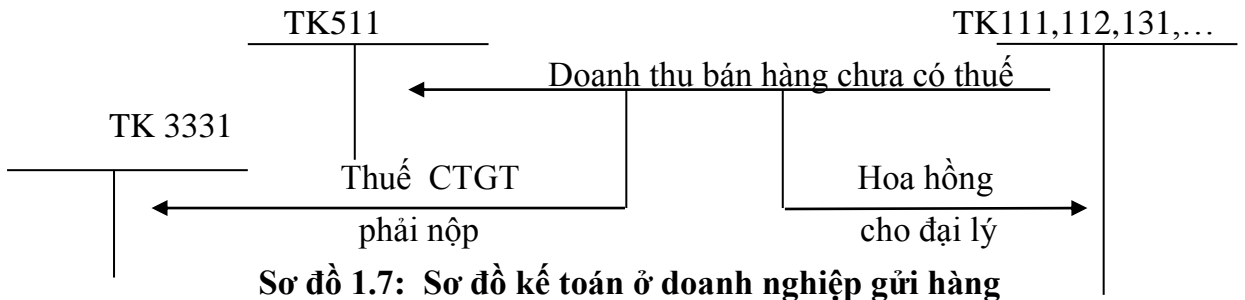 TK511
TK111,112,131,…
Doanh thu bán hàng chưa có thuế
TK 3331
Thuế CTGT
phải nộp
Hoa hồng
cho đại lý
Sơ đồ 1.7: Sơ đồ kế toán ở doanh nghiệp gửi hàng